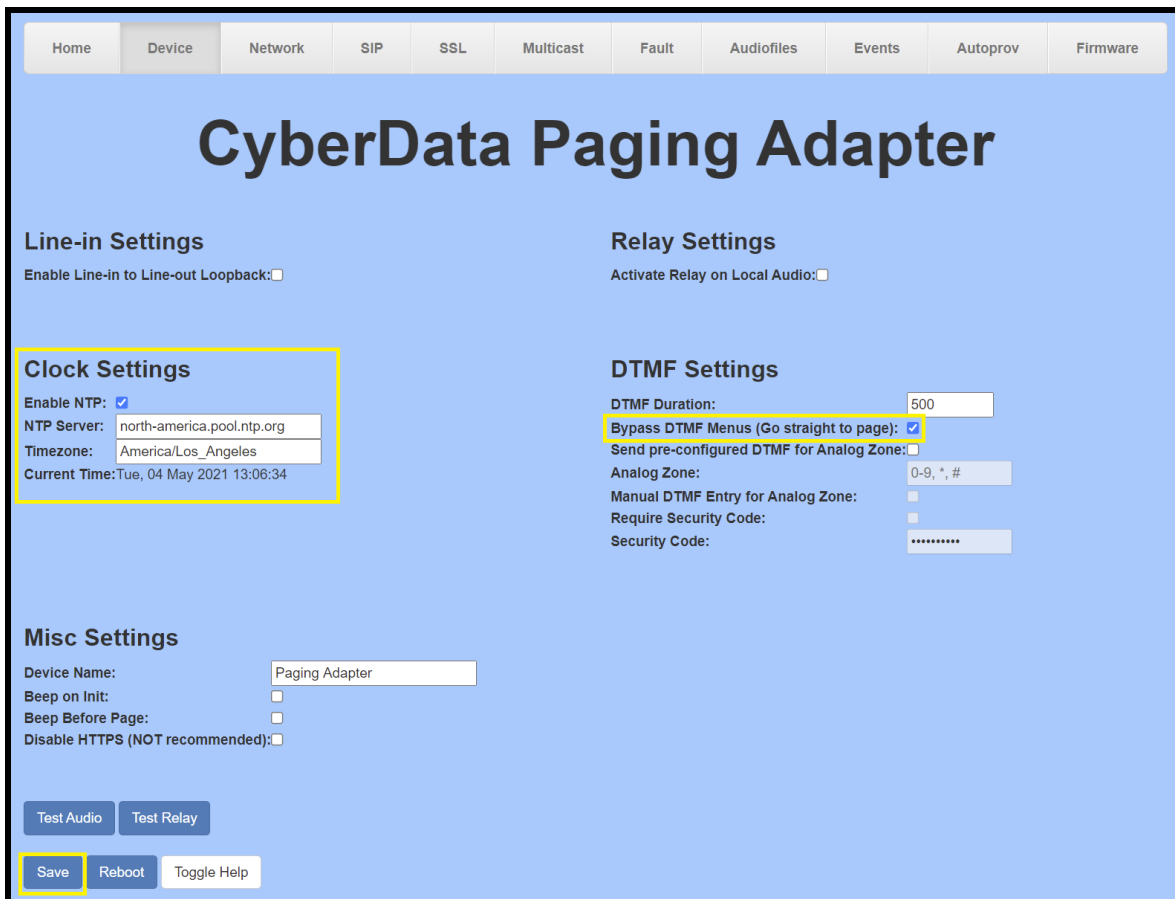 Home Device Network SIP SSL Multicast Fault Audiofiles Events Autoprov Firmware
CyberData Paging Adapter
Line-in Settings
Enable Line-in to Line-out Loopback:
Relay Settings
Activate Relay on Local Audio:
Clock Settings
Enable NTP:
NTP Server: north-america.pool.ntp.org
Timezone: America/Los_Angeles
Current Time:Tue, 04 May 2021 13:06:34
DTMF Settings
DTMF Duration: 500
Bypass DTMF Menus (Go straight to page):
Send pre-configured DTMF for Analog Zone:
Analog Zone: 0-9, *, #
Manual DTMF Entry for Analog Zone:
Require Security Code:
Security Code: ••••••••••
Misc Settings
Device Name: Paging Adapter
Beep on Init:
Beep Before Page:
Disable HTTPS (NOT recommended):
Test Audio Test Relay
Save Reboot Toggle Help